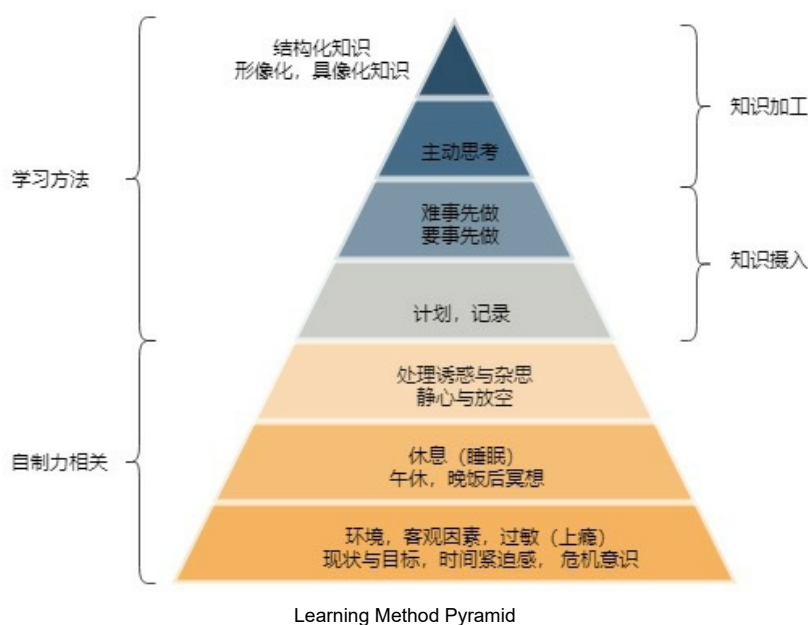 结构化知识
形像化，具像化知识
知识加工
主动思考
学习方法
难事先做
要事先做
知识摄入
计划，记录
处理诱惑与杂思
静心与放空
自制力相关
休息（睡眠）
午休，晚饭后冥想
环境，客观因素，过敏（上瘾）
现状与目标，时间紧迫感， 危机意识
Learning Method Pyramid